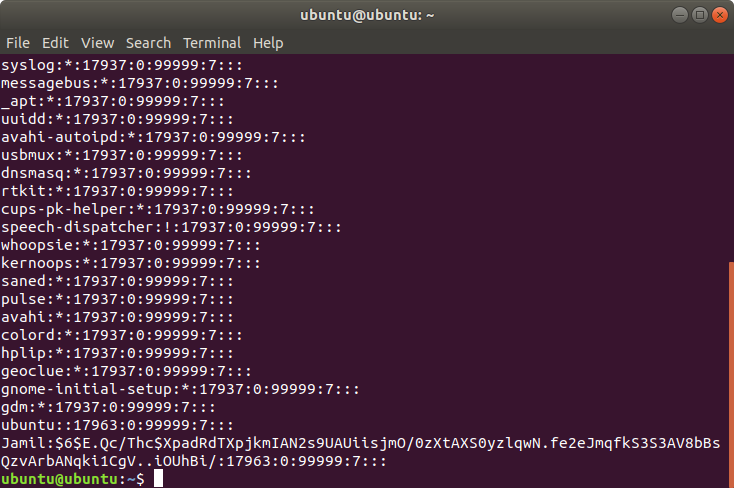 ubuntu@ubuntu: ~
File Edit View Search Terminal Help
syslog:*:17937:0:99999:7:::
messagebus:*:17937:0:99999:7:::
_apt:*:17937:0:99999:7:::
uuidd:*:17937:0:99999:7:::
avahi-autoipd:*:17937:0:99999:7:::
usbmux:*:17937:0:99999:7:::
dnsmasq:*:17937:0:99999:7:::
rtkit:*:17937:0:99999:7:::
cups-pk-helper:*:17937:0:99999:7:::
speech-dispatcher:!:17937:0:99999:7:::
whoopsie:*:17937:0:99999:7:::
kernoops:*:17937:0:99999:7:::
saned:*:17937:0:99999:7:::
pulse:*:17937:0:99999:7:::
avahi:*:17937:0:99999:7:::
colord:*:17937:0:99999:7:::
hplip:*:17937:0:99999:7:::
geoclue:*:17937:0:99999:7:::
gnome-initial-setup:*:17937:0:99999:7:::
gdm:*:17937:0:99999:7:::
ubuntu::17963:0:99999:7:::
Jamil:$6$E.Qc/Thc$XpadRdTXpjkmIAN2s9UAUiisjmO/0zXtAXS0yzlqwN.fe2eJmqfkS3S3AV8bBs
QzvArbANqki1CgV..iOUhBi/:17963:0:99999:7:::
ubuntu@ubuntu:~$